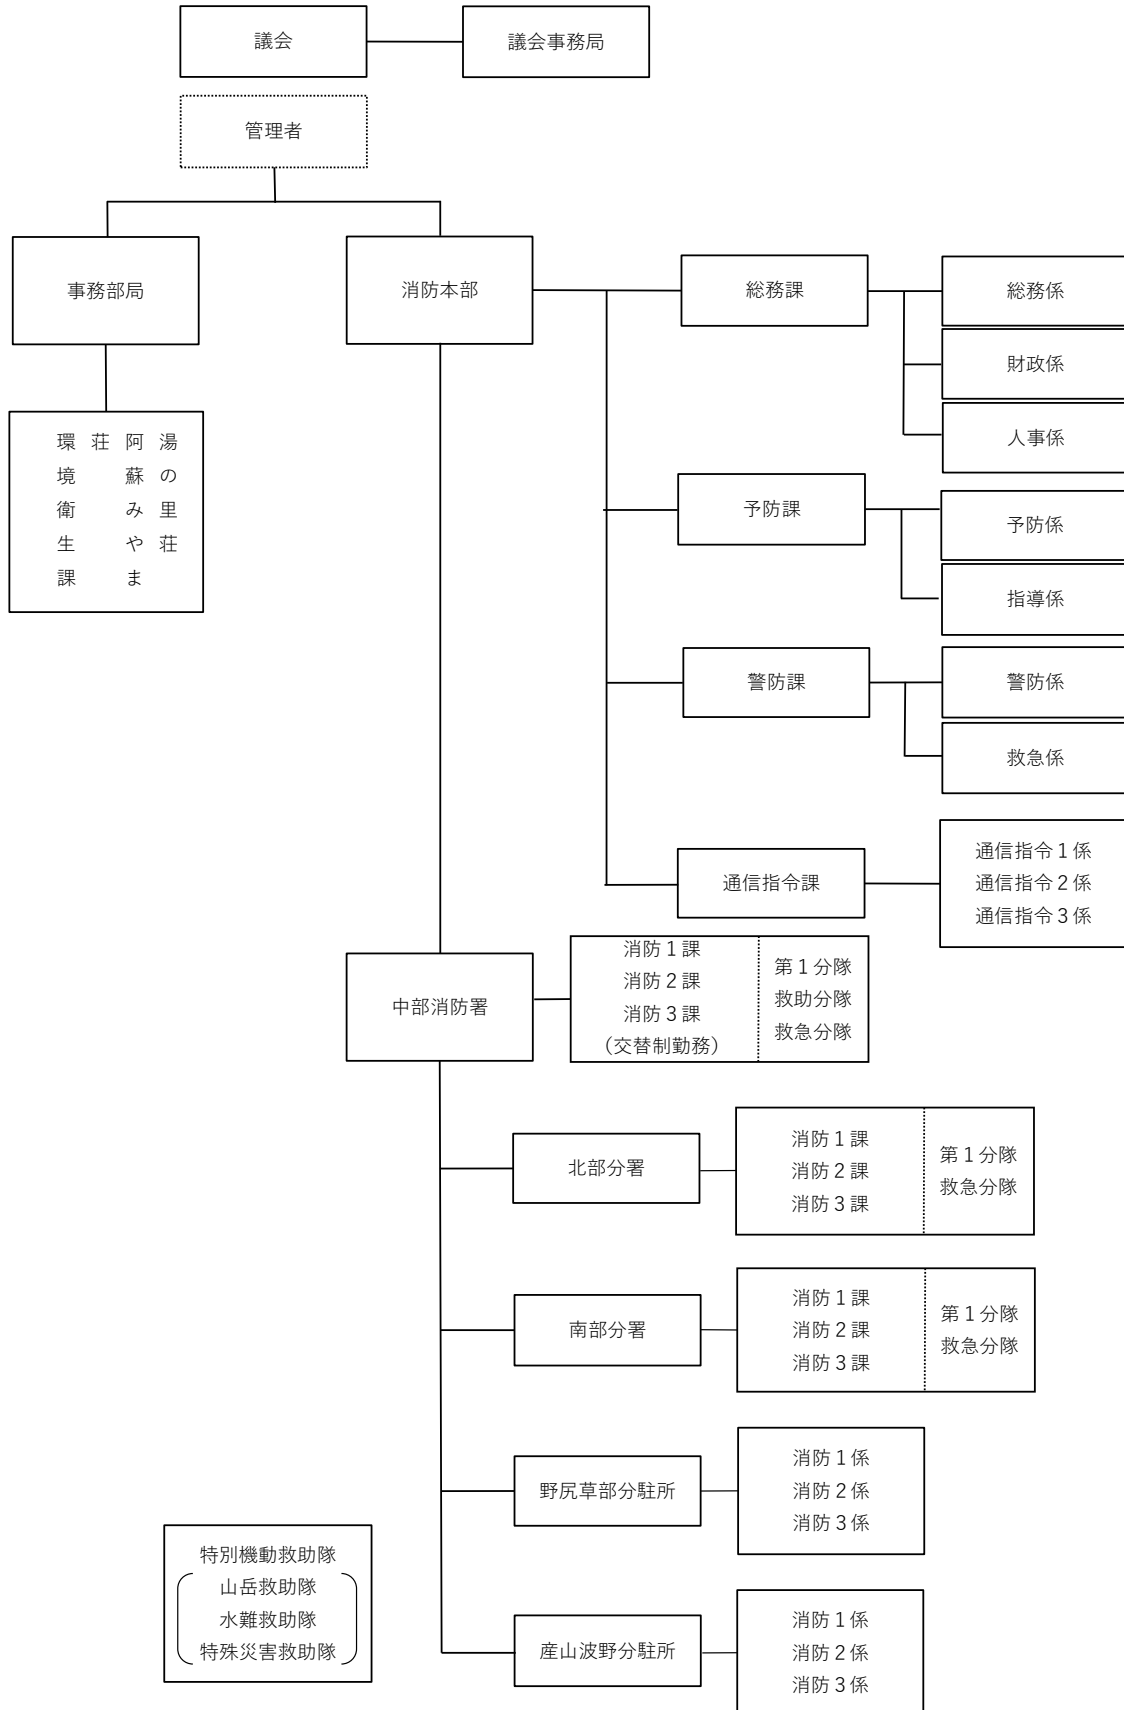 議会
議会事務局
管理者
事務部局
消防本部
総務課
総務係
財政係
人事係
湯の里荘
阿蘇みやま
荘
環境衛生課
予防課
予防係
指導係
警防課
警防係
救急係
通信指令課
通信指令１係
通信指令２係
通信指令３係
中部消防署
消防１課
消防２課
消防３課
（交替制勤務）
第１分隊
救助分隊
救急分隊
北部分署
消防１課
消防２課
消防３課
第１分隊
救急分隊
南部分署
消防１課
消防２課
消防３課
第１分隊
救急分隊
野尻草部分駐所
消防１係
消防２係
消防３係
特別機動救助隊
山岳救助隊
水難救助隊
特殊災害救助隊
産山波野分駐所
消防１係
消防２係
消防３係